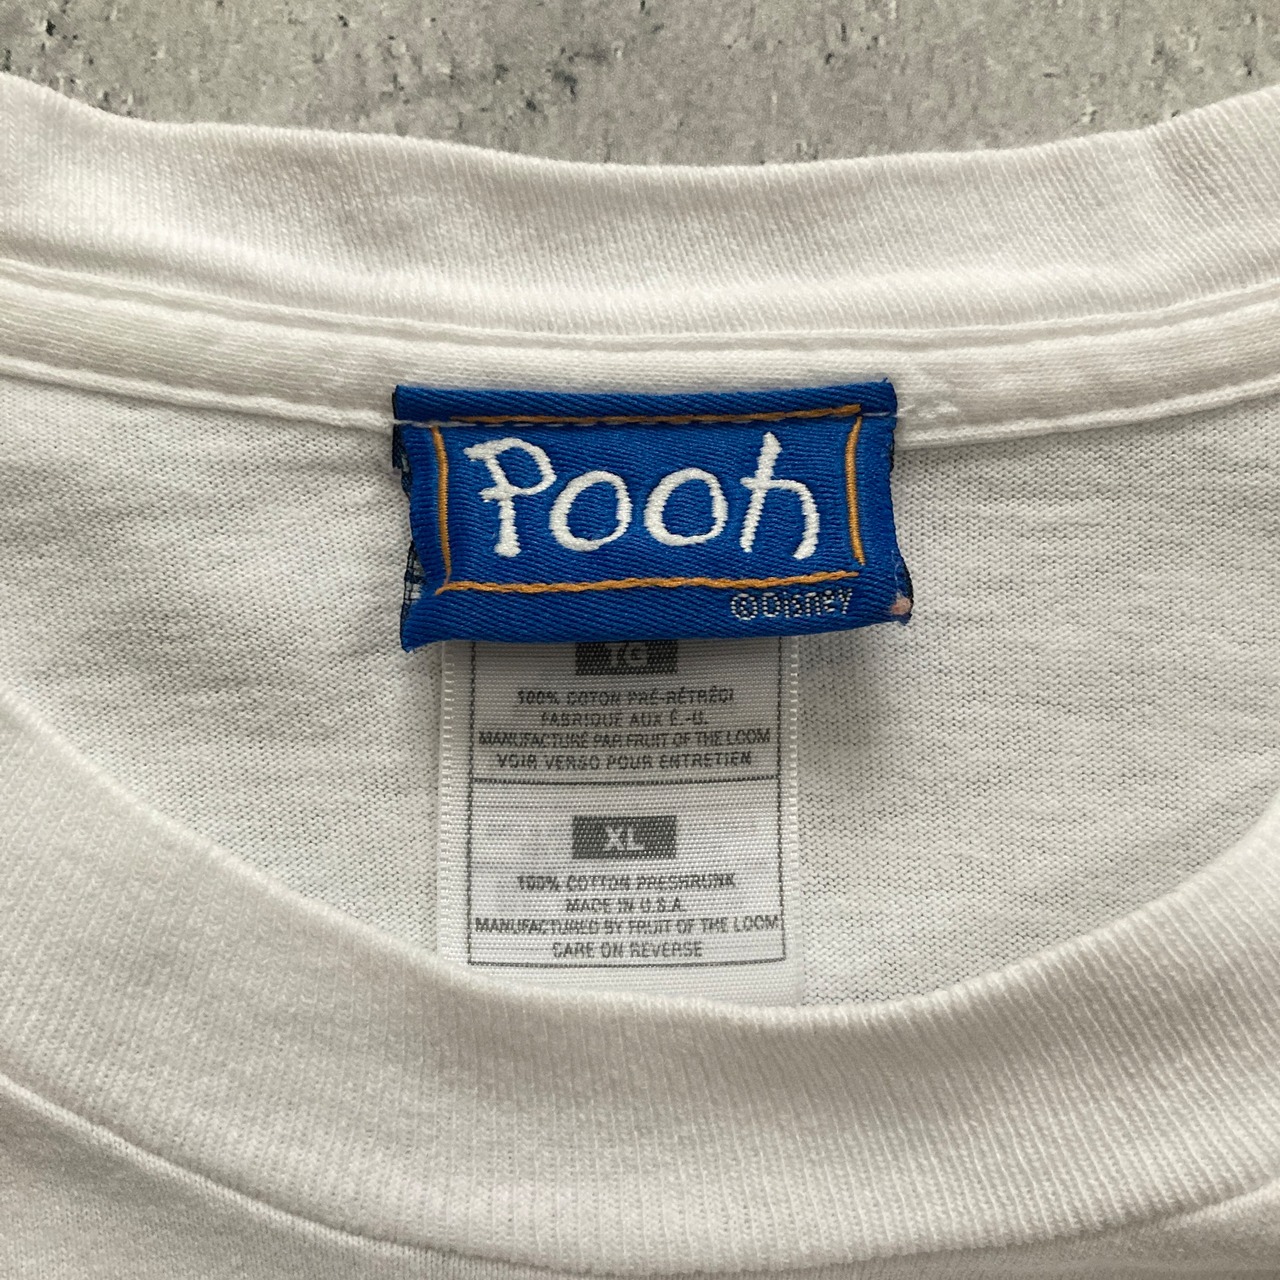 Pooh
©Disney
TG
100% COTON PRÉ-RÉTRÉCI
FABRIQUE AUX É.-U.
MANUFACTURÉ PAR FRUIT OF THE LOOM
VOIR VERSO POUR ENTRETIEN
XL
100% COTTON PRESHRUNK
MADE IN U.S.A.
MANUFACTURED BY FRUIT OF THE LOOM
CARE ON REVERSE